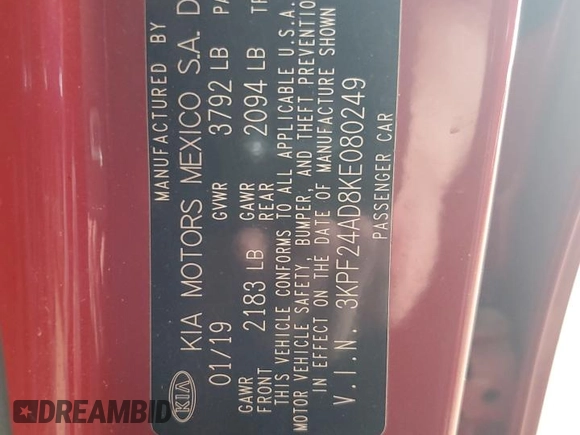 MANUFACTURED BY
KIA MOTORS MEXICO S.A. D
01/19 GVWR 3792 LB PA
GAWR GAWR TR
FRONT 2183 LB REAR 2094 LB
THIS VEHICLE CONFORMS TO ALL APPLICABLE U.S.A.
MOTOR VEHICLE SAFETY, BUMPER, AND THEFT PREVENTIO
IN EFFECT ON THE DATE OF MANUFACTURE SHOWN
V.I.N. 3KPF24AD8KE080249
PASSENGER CAR
KIA
DREAMBID